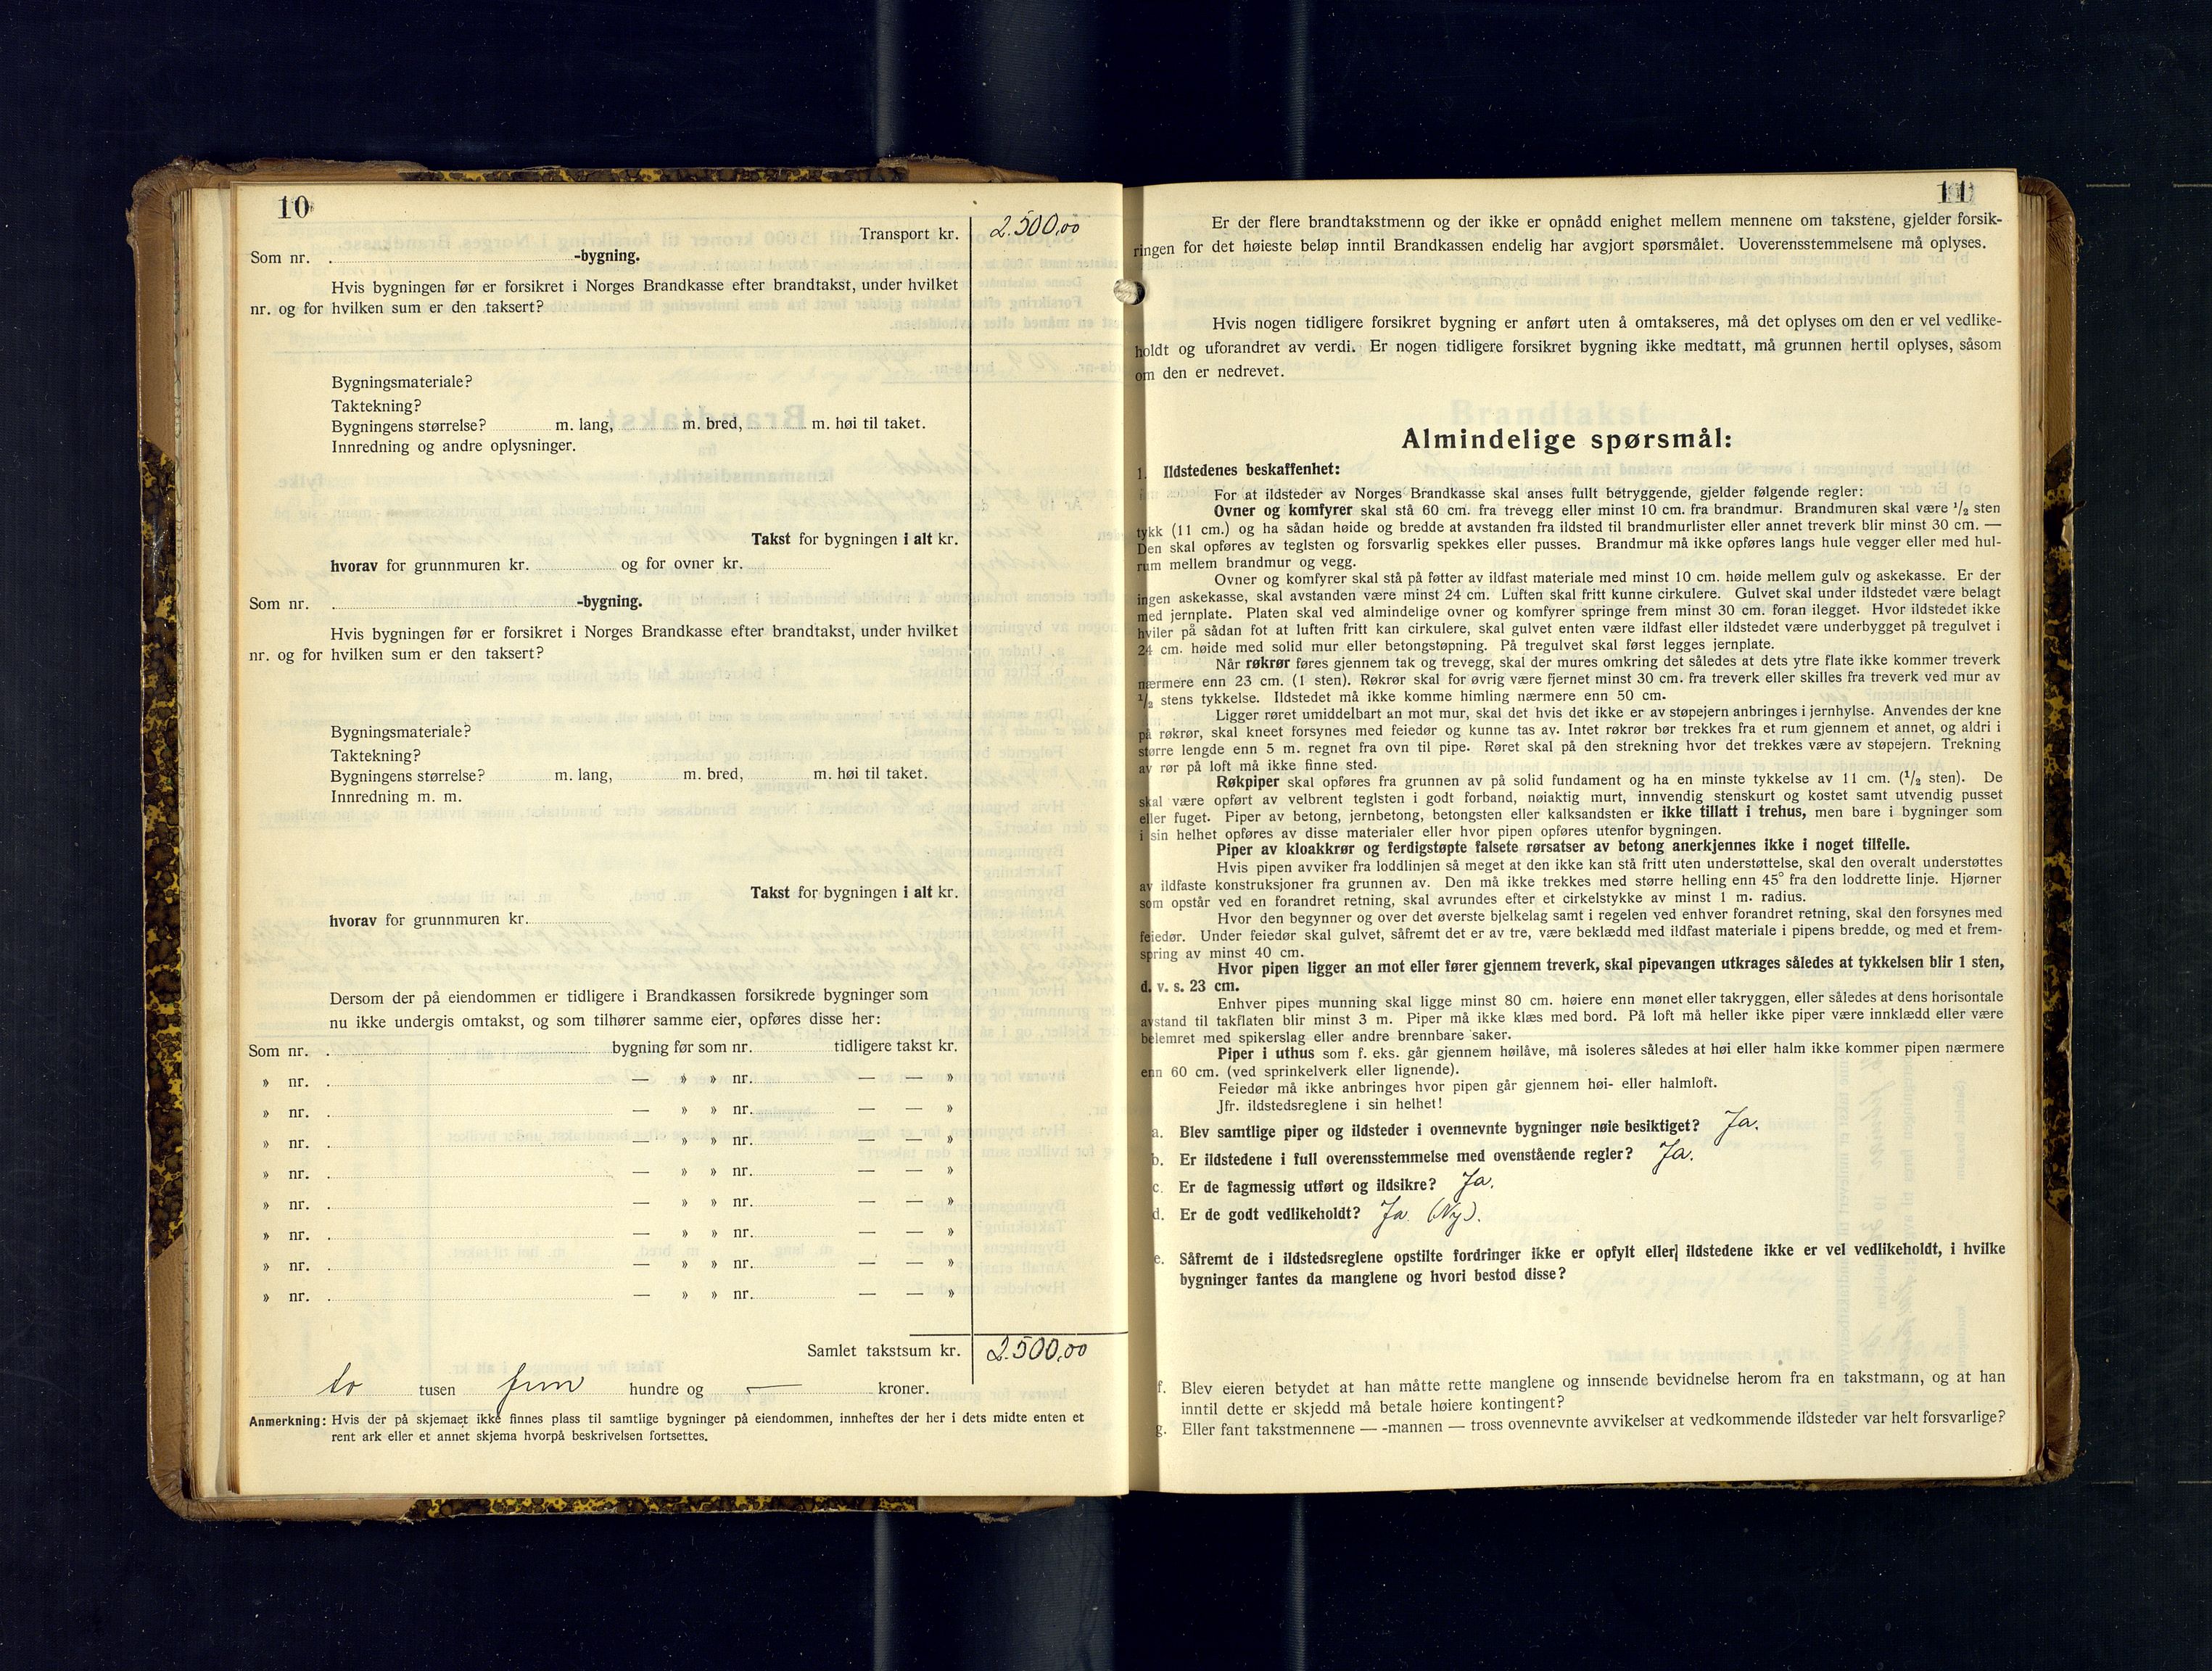 10
Transport kr. 2.500,00
Som nr. -bygning.
Hvis bygningen før er forsikret i Norges Brandkasse efter brandtakst, under hvilket
nr. og for hvilken sum er den taksert?
Bygningsmateriale?
Taktekning?
Bygningens størrelse? m. lang, m. bred, m. høi til taket.
Innredning og andre oplysninger.
Takst for bygningen i alt kr.
hvorav for grunnmuren kr. og for ovner kr.
Som nr. -bygning.
Hvis bygningen før er forsikret i Norges Brandkasse efter brandtakst, under hvilket
nr. og for hvilken sum er den taksert?
Bygningsmateriale?
Taktekning?
Bygningens størrelse? m. lang, m. bred, m. høi til taket.
Innredning m. m.
Takst for bygningen i alt kr.
hvorav for grunnmuren kr.
Dersom der på eiendommen er tidligere i Brandkassen forsikrede bygninger som
nu ikke undergis omtakst, og som tilhører samme eier, opføres disse her:
Som nr. bygning før som nr. tidligere takst kr.
» nr. — » » nr. — — »
» nr. — » » nr. — — »
» nr. — » » nr. — — »
» nr. — » » nr. — — »
» nr. — » » nr. — — »
» nr. — » » nr. — — »
» nr. — » » nr. — — »
» nr. — » » nr. — — »
Samlet takstsum kr. 2.500,00
to tusen fem hundre og — kroner.
Anmerkning: Hvis der på skjemaet ikke finnes plass til samtlige bygninger på eiendommen, innheftes der her i dets midte enten et
rent ark eller et annet skjema hvorpå beskrivelsen fortsettes.
11
Er der flere brandtakstmenn og der ikke er opnådd enighet mellem mennene om takstene, gjelder forsik-
ringen for det høieste beløp inntil Brandkassen endelig har avgjort spørsmålet. Uoverensstemmelsene må oplyses.
Hvis nogen tidligere forsikret bygning er anført uten å omtakseres, må det oplyses om den er vel vedlike-
holdt og uforandret av verdi. Er nogen tidligere forsikret bygning ikke medtatt, må grunnen hertil oplyses, såsom
om den er nedrevet.
Almindelige spørsmål:
1. Ildstedenes beskaffenhet:
For at ildsteder av Norges Brandkasse skal anses fullt betryggende, gjelder følgende regler:
Ovner og komfyrer skal stå 60 cm. fra trevegg eller minst 10 cm. fra brandmur. Brandmuren skal være 1/2 sten
tykk (11 cm.) og ha sådan høide og bredde at avstanden fra ildsted til brandmurlister eller annet treverk blir minst 30 cm. —
Den skal opføres av teglsten og forsvarlig spekkes eller pusses. Brandmur må ikke opføres langs hule vegger eller med hul-
rum mellem brandmur og vegg.
Ovner og komfyrer skal stå på føtter av ildfast materiale med minst 10 cm. høide mellem gulv og askekasse. Er der
ingen askekasse, skal avstanden være minst 24 cm. Luften skal fritt kunne cirkulere. Gulvet skal under ildstedet være belagt
med jernplate. Platen skal ved almindelige ovner og komfyrer springe frem minst 30 cm. foran ilegget. Hvor ildstedet ikke
hviler på sådan fot at luften fritt kan cirkulere, skal gulvet enten være ildfast eller ildstedet være underbygget på tregulvet i
24 cm. høide med solid mur eller betongstøpning. På tregulvet skal først legges jernplate.
Når røkrør føres gjennem tak og trevegg, skal der mures omkring det således at dets ytre flate ikke kommer treverk
nærmere enn 23 cm. (1 sten). Røkrør skal for øvrig være fjernet minst 30 cm. fra treverk eller skilles fra treverk ved mur av
1/2 stens tykkelse. Ildstedet må ikke komme himling nærmere enn 50 cm.
Ligger røret umiddelbart an mot mur, skal det hvis det ikke er av støpejern anbringes i jernhylse. Anvendes der kne
på røkrør, skal kneet forsynes med feiedør og kunne tas av. Intet røkrør bør trekkes fra et rum gjennem et annet, og aldri i
større lengde enn 5 m. regnet fra ovn til pipe. Røret skal på den strekning hvor det trekkes være av støpejern. Trekning
av rør på loft må ikke finne sted.
Røkpiper skal opføres fra grunnen av på solid fundament og ha en minste tykkelse av 11 cm. (1/2 sten). De
skal være opført av velbrent teglsten i godt forband, nøiaktig murt, innvendig stenskurt og kostet samt utvendig pusset
eller fuget. Piper av betong, jernbetong, betongsten eller kalksandsten er ikke tillatt i trehus, men bare i bygninger som
i sin helhet opføres av disse materialer eller hvor pipen opføres utenfor bygningen.
Piper av kloakkrør og ferdigstøpte falsete rørsatser av betong anerkjennes ikke i noget tilfelle.
Hvis pipen avviker fra loddlinjen så meget at den ikke kan stå fritt uten understøttelse, skal den overalt understøttes
av ildfaste konstruksjoner fra grunnen av. Den må ikke trekkes med større helling enn 45° fra den loddrette linje. Hjørner
som opstår ved en forandret retning, skal avrundes efter et cirkelstykke av minst 1 m. radius.
Hvor den begynner og over det øverste bjelkelag samt i regelen ved enhver forandret retning, skal den forsynes med
feiedør. Under feiedør skal gulvet, såfremt det er av tre, være beklædd med ildfast materiale i pipens bredde, og med et frem-
spring av minst 40 cm.
Hvor pipen ligger an mot eller fører gjennem treverk, skal pipevangen utkrages således at tykkelsen blir 1 sten,
d. v. s. 23 cm.
Enhver pipes munning skal ligge minst 80 cm. høiere enn mønet eller takryggen, eller således at dens horisontale
avstand til takflaten blir minst 3 m. Piper må ikke klæs med bord. På loft må heller ikke piper være innklædd eller være
belemret med spikerslag eller andre brennbare saker.
Piper i uthus som f. eks. går gjennem høilåve, må isoleres således at høi eller halm ikke kommer pipen nærmere
enn 60 cm. (ved sprinkelverk eller lignende).
Feiedør må ikke anbringes hvor pipen går gjennem høi- eller halmloft.
Jfr. ildstedsreglene i sin helhet!
a. Blev samtlige piper og ildsteder i ovennevnte bygninger nøie besiktiget? Ja.
b. Er ildstedene i full overensstemmelse med ovenstående regler? Ja.
c. Er de fagmessig utført og ildsikre? Ja.
d. Er de godt vedlikeholdt? Ja. (Ny).
e. Såfremt de i ildstedsreglene opstilte fordringer ikke er opfylt eller ildstedene ikke er vel vedlikeholdt, i hvilke
bygninger fantes da manglene og hvori bestod disse?
f. Blev eieren betydet at han måtte rette manglene og innsende bevidnelse herom fra en takstmann, og at han
inntil dette er skjedd må betale høiere kontingent?
g. Eller fant takstmennene — -mannen — tross ovennevnte avvikelser at vedkommende ildsteder var helt forsvarlige?